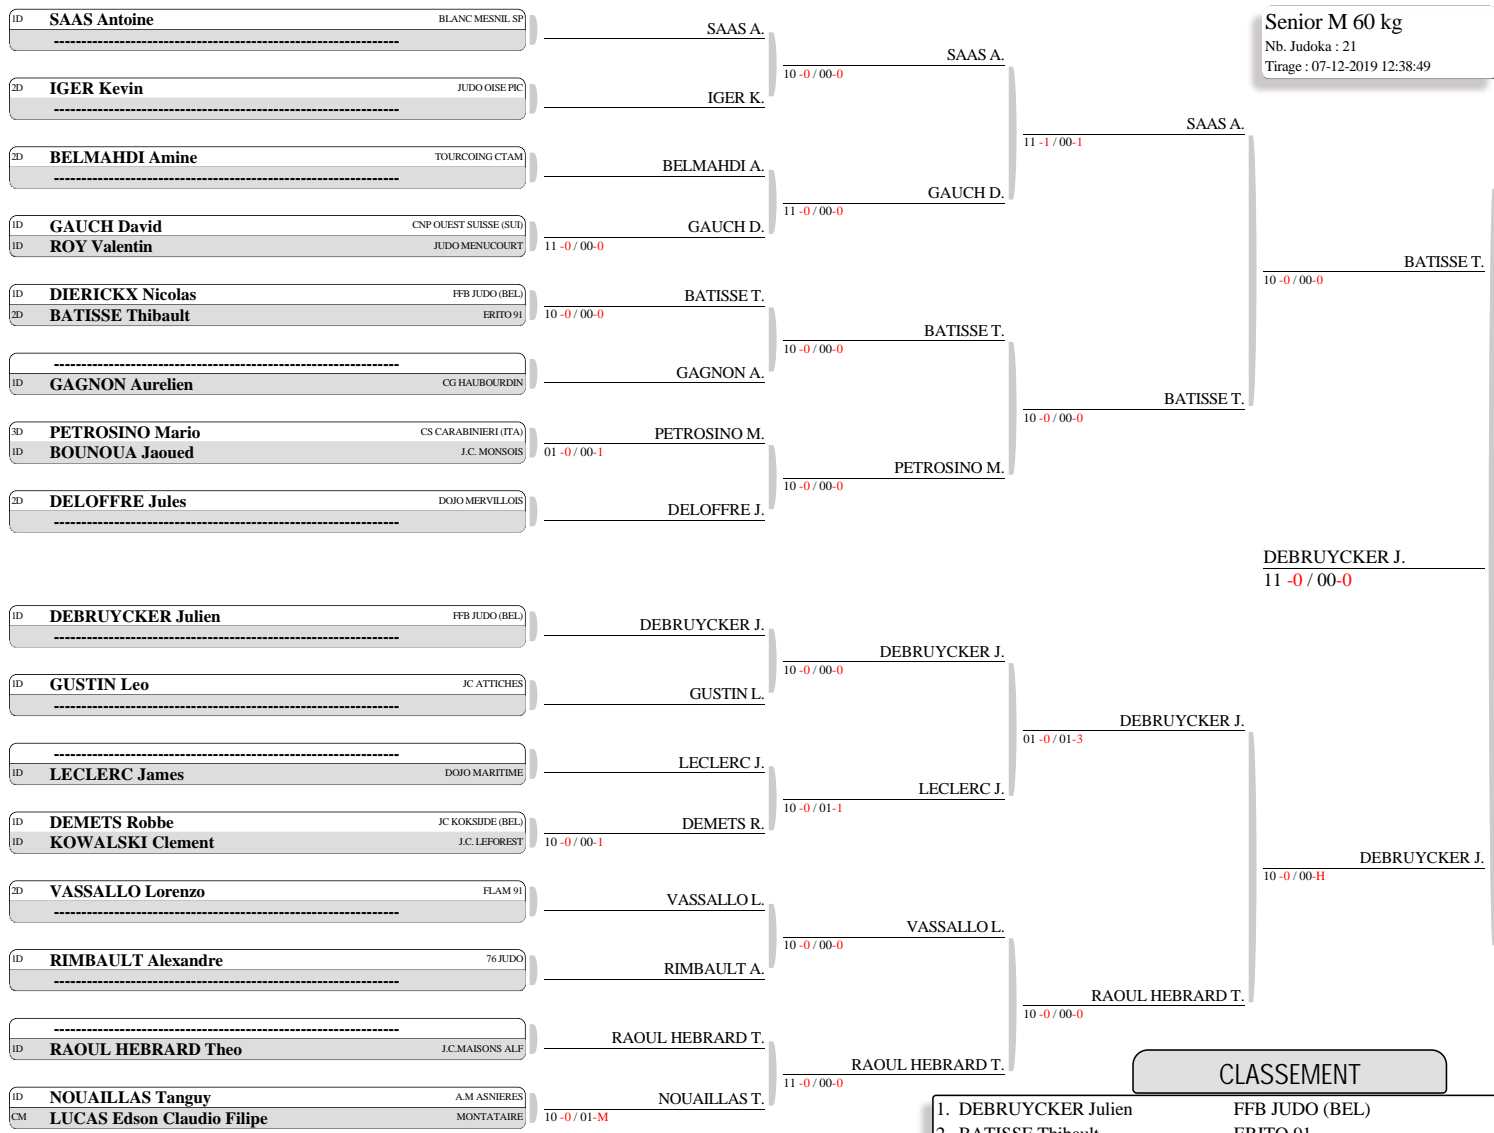 Senior M 60 kg
Nb. Judoka : 21
Tirage : 07-12-2019 12:38:49
1D SAAS Antoine BLANC MESNIL SP
------------------------------------------------------------
2D IGER Kevin JUDO OISE PIC
------------------------------------------------------------
2D BELMAHDI Amine TOURCOING CTAM
------------------------------------------------------------
1D GAUCH David CNP OUEST SUISSE (SUI)
1D ROY Valentin JUDO MENUCOURT
1D DIERICKX Nicolas FFB JUDO (BEL)
2D BATISSE Thibault ERITO 91
------------------------------------------------------------
1D GAGNON Aurelien CG HAUBOURDIN
3D PETROSINO Mario CS CARABINIERI (ITA)
1D BOUNOUA Jaoued J.C. MONSOIS
2D DELOFFRE Jules DOJO MERVILLOIS
------------------------------------------------------------
1D DEBRUYCKER Julien FFB JUDO (BEL)
------------------------------------------------------------
1D GUSTIN Leo JC ATTICHES
------------------------------------------------------------
------------------------------------------------------------
1D LECLERC James DOJO MARITIME
1D DEMETS Robbe JC KOKSIJDE (BEL)
1D KOWALSKI Clement J.C. LEFOREST
2D VASSALLO Lorenzo FLAM 91
------------------------------------------------------------
1D RIMBAULT Alexandre 76 JUDO
------------------------------------------------------------
------------------------------------------------------------
1D RAOUL HEBRARD Theo J.C.MAISONS ALF
1D NOUAILLAS Tanguy A.M ASNIERES
CM LUCAS Edson Claudio Filipe MONTATAIRE
SAAS A.
IGER K.
BELMAHDI A.
GAUCH D.
11 -0 / 00-0
BATISSE T.
10 -0 / 00-0
GAGNON A.
PETROSINO M.
01 -0 / 00-1
DELOFFRE J.
DEBRUYCKER J.
GUSTIN L.
LECLERC J.
DEMETS R.
10 -0 / 00-1
VASSALLO L.
RIMBAULT A.
RAOUL HEBRARD T.
NOUAILLAS T.
10 -0 / 01-M
SAAS A.
10 -0 / 00-0
GAUCH D.
11 -0 / 00-0
BATISSE T.
10 -0 / 00-0
PETROSINO M.
10 -0 / 00-0
DEBRUYCKER J.
10 -0 / 00-0
LECLERC J.
10 -0 / 01-1
VASSALLO L.
10 -0 / 00-0
RAOUL HEBRARD T.
11 -0 / 00-0
SAAS A.
11 -1 / 00-1
BATISSE T.
10 -0 / 00-0
DEBRUYCKER J.
01 -0 / 01-3
RAOUL HEBRARD T.
10 -0 / 00-0
BATISSE T.
10 -0 / 00-0
DEBRUYCKER J.
11 -0 / 00-0
DEBRUYCKER J.
10 -0 / 00-H
CLASSEMENT
1. DEBRUYCKER Julien FFB JUDO (BEL)
2. BATISSE Thibault ERITO 91